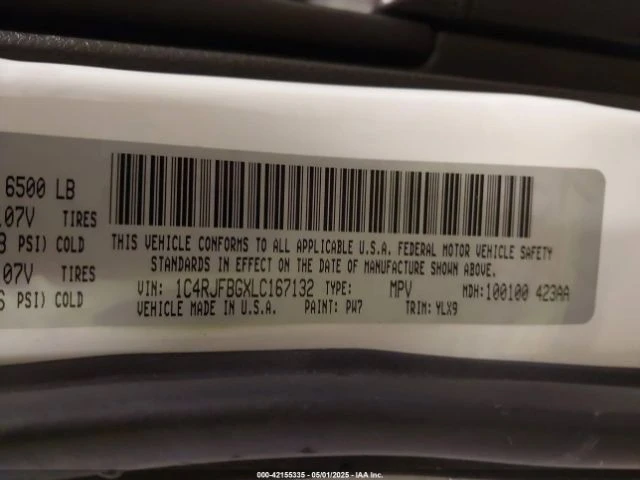 6500 LB
07V TIRES
PSI) COLD
07V TIRES
PSI) COLD
THIS VEHICLE CONFORMS TO ALL APPLICABLE U.S.A. FEDERAL MOTOR VEHICLE SAFETY
STANDARDS IN EFFECT ON THE DATE OF MANUFACTURE SHOWN ABOVE.
VIN: 1C4RJFBGXLC167132 TYPE: MPV MDH:100100 423AA
VEHICLE MADE IN U.S.A. PAINT: PW7 TRIM: YLX9
000-42155335 - 05/01/2025 - IAA Inc.